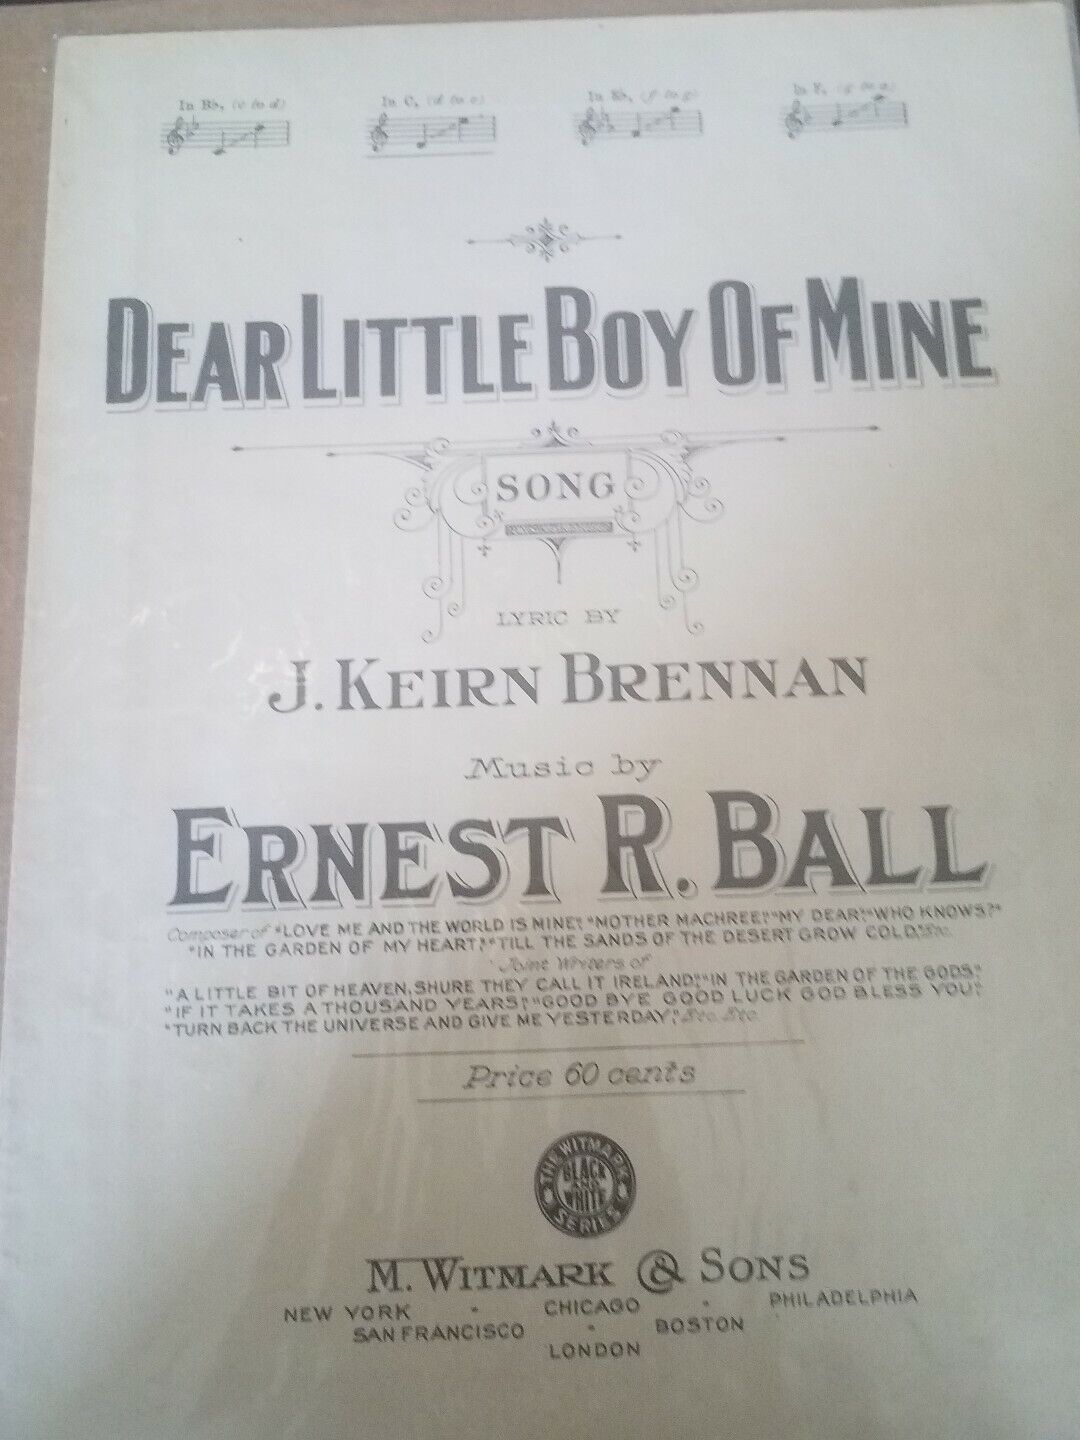 In B♭, (c to d) In C, (d to e) In E♭, (f to g) In F, (g to a)
DEAR LITTLE BOY OF MINE
SONG
LYRIC BY
J. KEIRN BRENNAN
Music by
ERNEST R. BALL
Composer of "LOVE ME AND THE WORLD IS MINE" "MOTHER MACHREE" "MY DEAR" "WHO KNOWS?"
"IN THE GARDEN OF MY HEART" "TILL THE SANDS OF THE DESERT GROW COLD," Etc.
Joint Writers of
"A LITTLE BIT OF HEAVEN, SHURE THEY CALL IT IRELAND," "IN THE GARDEN OF THE GODS,"
"IF IT TAKES A THOUSAND YEARS," "GOOD BYE GOOD LUCK GOD BLESS YOU,"
"TURN BACK THE UNIVERSE AND GIVE ME YESTERDAY," Etc. Etc.
Price 60 cents
THE WITMARK
BLACK
AND
WHITE
SERIES
M. WITMARK & SONS
NEW YORK - CHICAGO - PHILADELPHIA
SAN FRANCISCO - BOSTON
LONDON